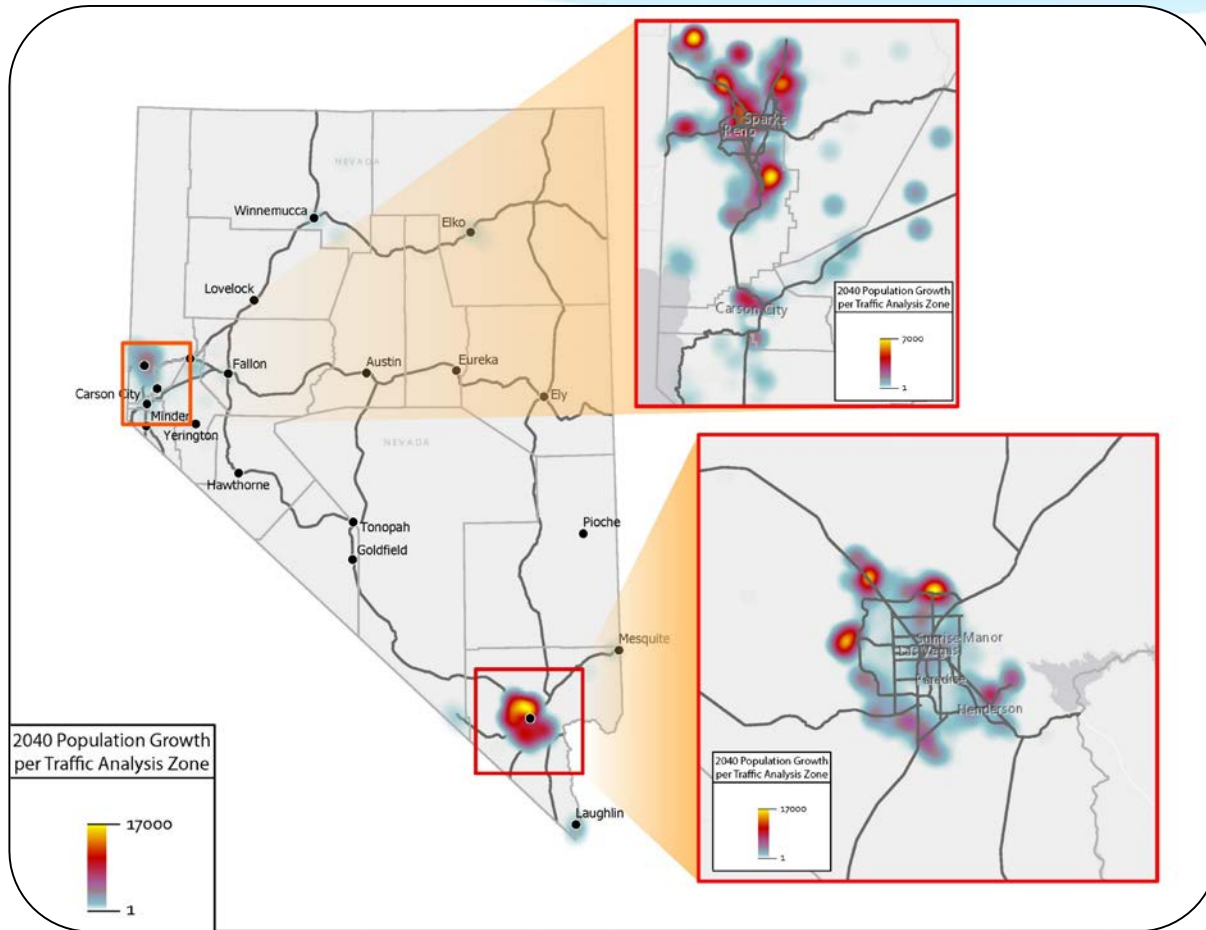 NEVADA
Winnemucca
Elko
Lovelock
Fallon
Austin
Eureka
Ely
Carson City
Minden
Yerington
NEVADA
Hawthorne
Tonopah
Goldfield
Pioche
Mesquite
Laughlin
2040 Population Growth
per Traffic Analysis Zone
17000
1
Sparks
Reno
Carson City
2040 Population Growth
per Traffic Analysis Zone
7000
1
Sunrise Manor
Las Vegas
Paradise
Henderson
2040 Population Growth
per Traffic Analysis Zone
17000
1